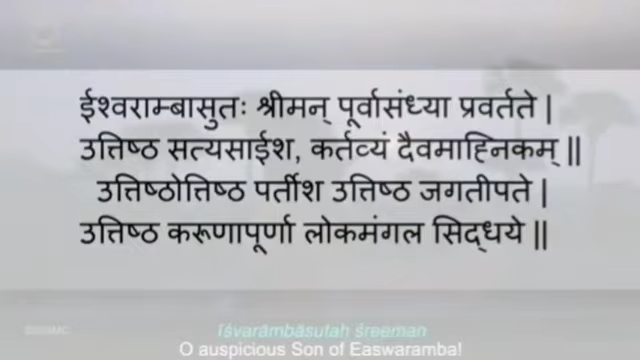 ईश्वराम्बासुतः श्रीमन् पूर्वासंध्या प्रवर्तते |
उत्तिष्ठ सत्यसाईश, कर्तव्यं दैवमाह्निकम् ||
उत्तिष्ठोत्तिष्ठ पर्तीश उत्तिष्ठ जगतीपते |
उत्तिष्ठ करूणापूर्णा लोकमंगल सिद्धये ||
Iśvarāmbāsutaḥ śreeman
O auspicious Son of Easwaramba!